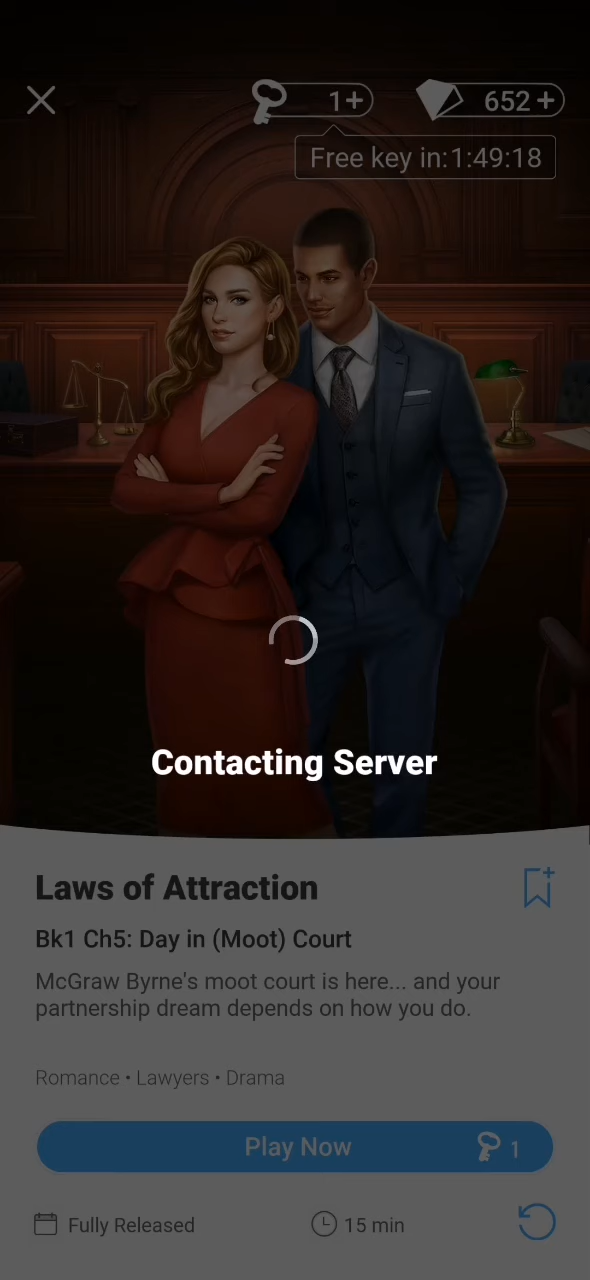 1+
652+
Free key in:1:49:18
Contacting Server
Laws of Attraction
Bk1 Ch5: Day in (Moot) Court
McGraw Byrne's moot court is here... and your
partnership dream depends on how you do.
Romance • Lawyers • Drama
Play Now 1
Fully Released 15 min